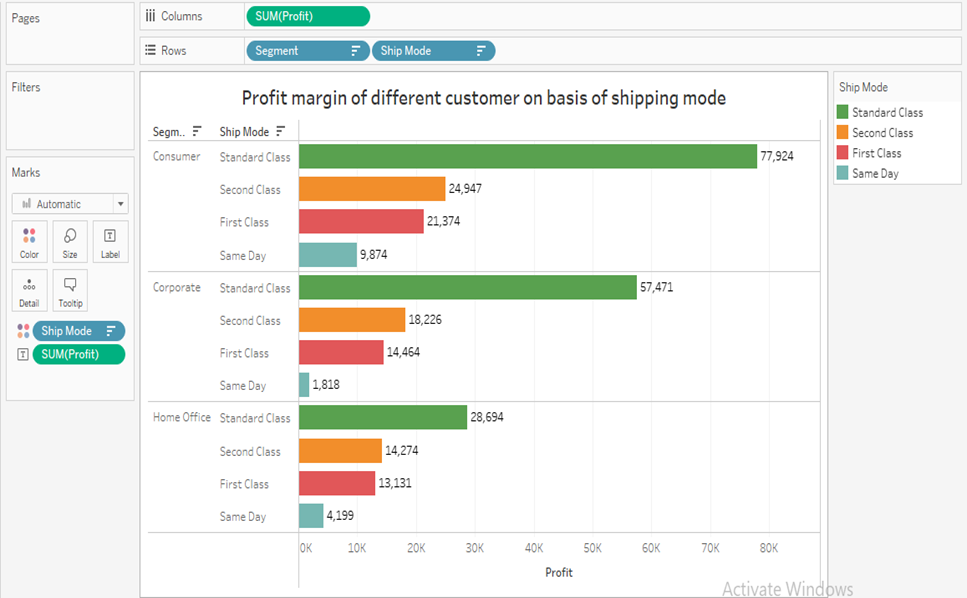 Pages
Columns
SUM(Profit)
Rows
Segment
Ship Mode
Filters
Marks
Automatic
Color
Size
Label
Detail
Tooltip
Ship Mode
SUM(Profit)
Profit margin of different customer on basis of shipping mode
Segm.. Ship Mode
Consumer Standard Class 77,924
Second Class 24,947
First Class 21,374
Same Day 9,874
Corporate Standard Class 57,471
Second Class 18,226
First Class 14,464
Same Day 1,818
Home Office Standard Class 28,694
Second Class 14,274
First Class 13,131
Same Day 4,199
0K 10K 20K 30K 40K 50K 60K 70K 80K
Profit
Ship Mode
Standard Class
Second Class
First Class
Same Day
Activate Windows